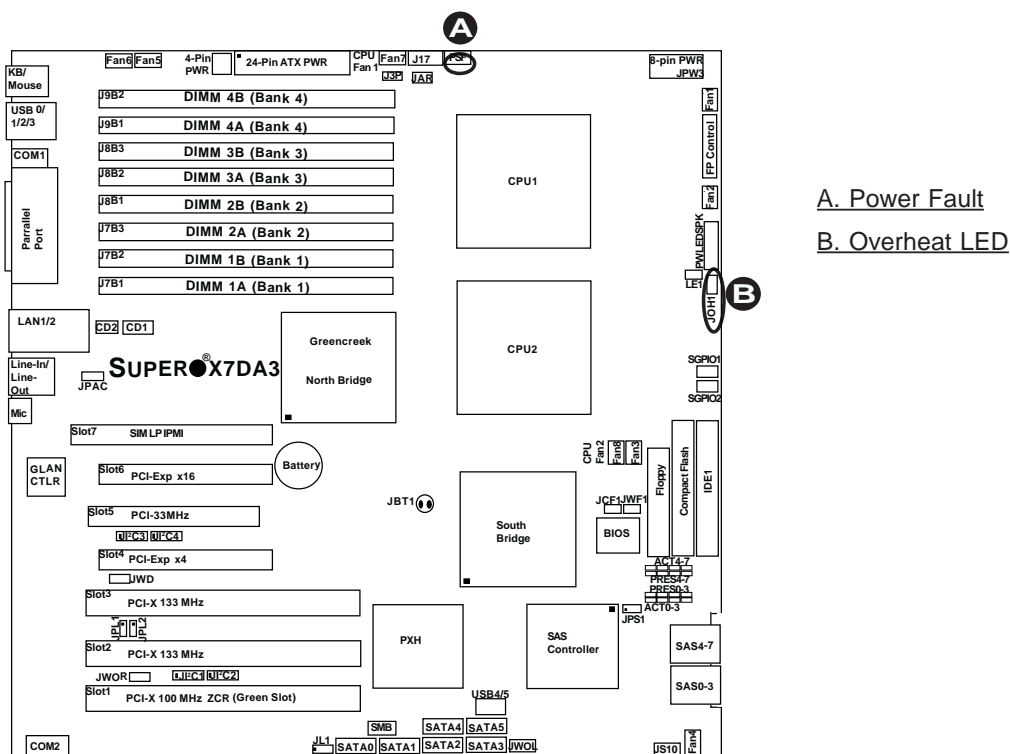 A
Fan6 Fan5
4-Pin PWR
24-Pin ATX PWR
CPU Fan 1
Fan7
J17
PSF
J3P
JAR
8-pin PWR
JPW3
KB/
Mouse
USB 0/
1/2/3
COM1
Parrallel
Port
J9B2 DIMM 4B (Bank 4)
J9B1 DIMM 4A (Bank 4)
J8B3 DIMM 3B (Bank 3)
J8B2 DIMM 3A (Bank 3)
J8B1 DIMM 2B (Bank 2)
J7B3 DIMM 2A (Bank 2)
J7B2 DIMM 1B (Bank 1)
J7B1 DIMM 1A (Bank 1)
CPU1
Fan1
FP Control
Fan2
PWLEDSPK
LE1
JOH1
B
A. Power Fault
B. Overheat LED
LAN1/2
CD2 CD1
SUPER ® X7DA3
Greencreek
North Bridge
CPU2
SGPIO1
SGPIO2
Line-In/
Line-
Out
JPAC
Mic
Slot7 SIMLP IPMI
GLAN
CTLR
Slot6 PCI-Exp x16
Battery
CPU
Fan2
Fan8
Fan3
Floppy
Compact Flash
IDE1
Slot5 PCI-33MHz
JBT1
JCF1 JWF1
BIOS
South
Bridge
JI²C3 JI²C4
Slot4 PCI-Exp x4
JWD
ACT4-7
PRES4-7
PRES0-3
ACT0-3
JPS1
Slot3 PCI-X 133 MHz
JPL1
JPL2
PXH
SAS
Controller
SAS4-7
Slot2 PCI-X 133 MHz
JWOR
JI²C1 JI²C2
SAS0-3
Slot1 PCI-X 100 MHz ZCR (Green Slot)
USB4/5
SMB
SATA4 SATA5
COM2
JL1
SATA0 SATA1 SATA2 SATA3
JWOL
JS10
Fan4